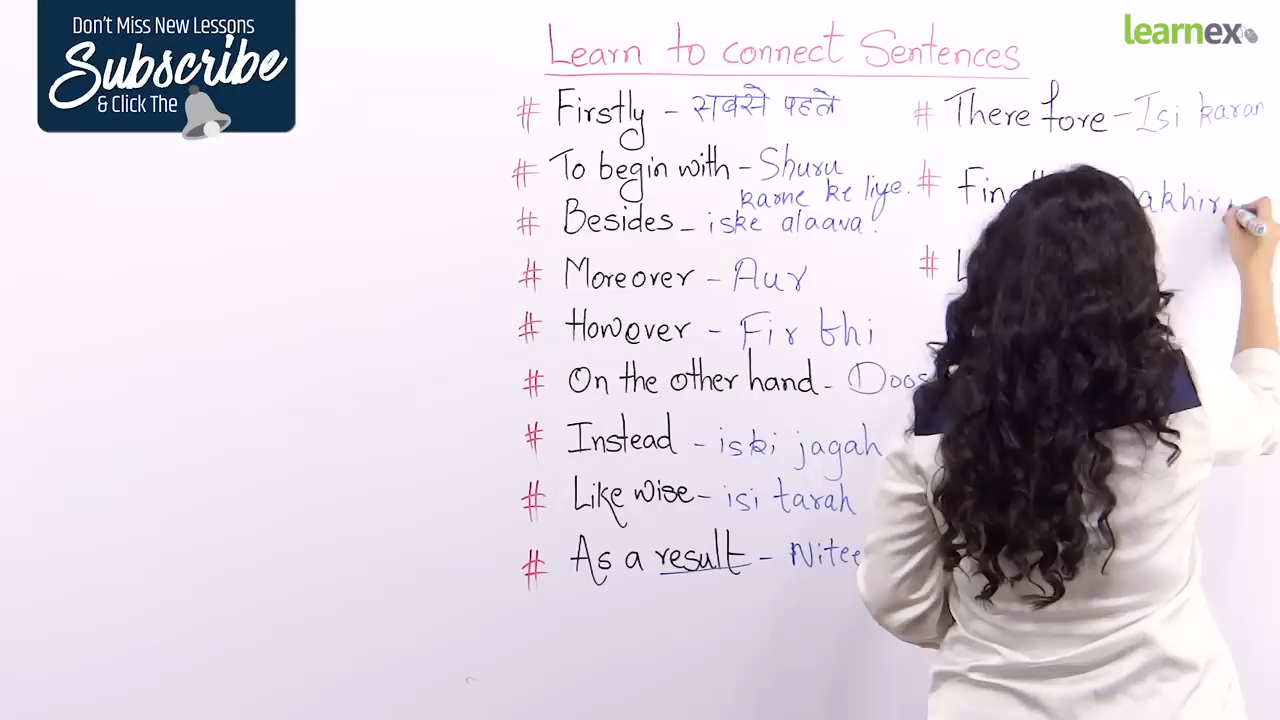 Don't Miss New Lessons
Subscribe
& Click The
learnex
Learn to connect Sentences
# Firstly - सबसे पहले
# To begin with - Shuru
karne ke liye.
# Besides - iske alaava.
# Moreover - Aur
# However - Fir bhi
# On the other hand - Doos
# Instead - iski jagah
# Like wise - isi tarah
# As a result - Natee
# There fore - Isi karan
# Fin akhir
# L